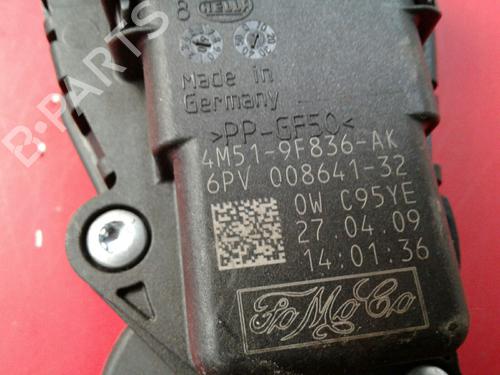 8 HELLA
Made in
Germany
>PP-GF50<
4M51-9F836-AK
6PV 008641-32
0W C95YE
27.04.09
14:01:36
FoMoCo